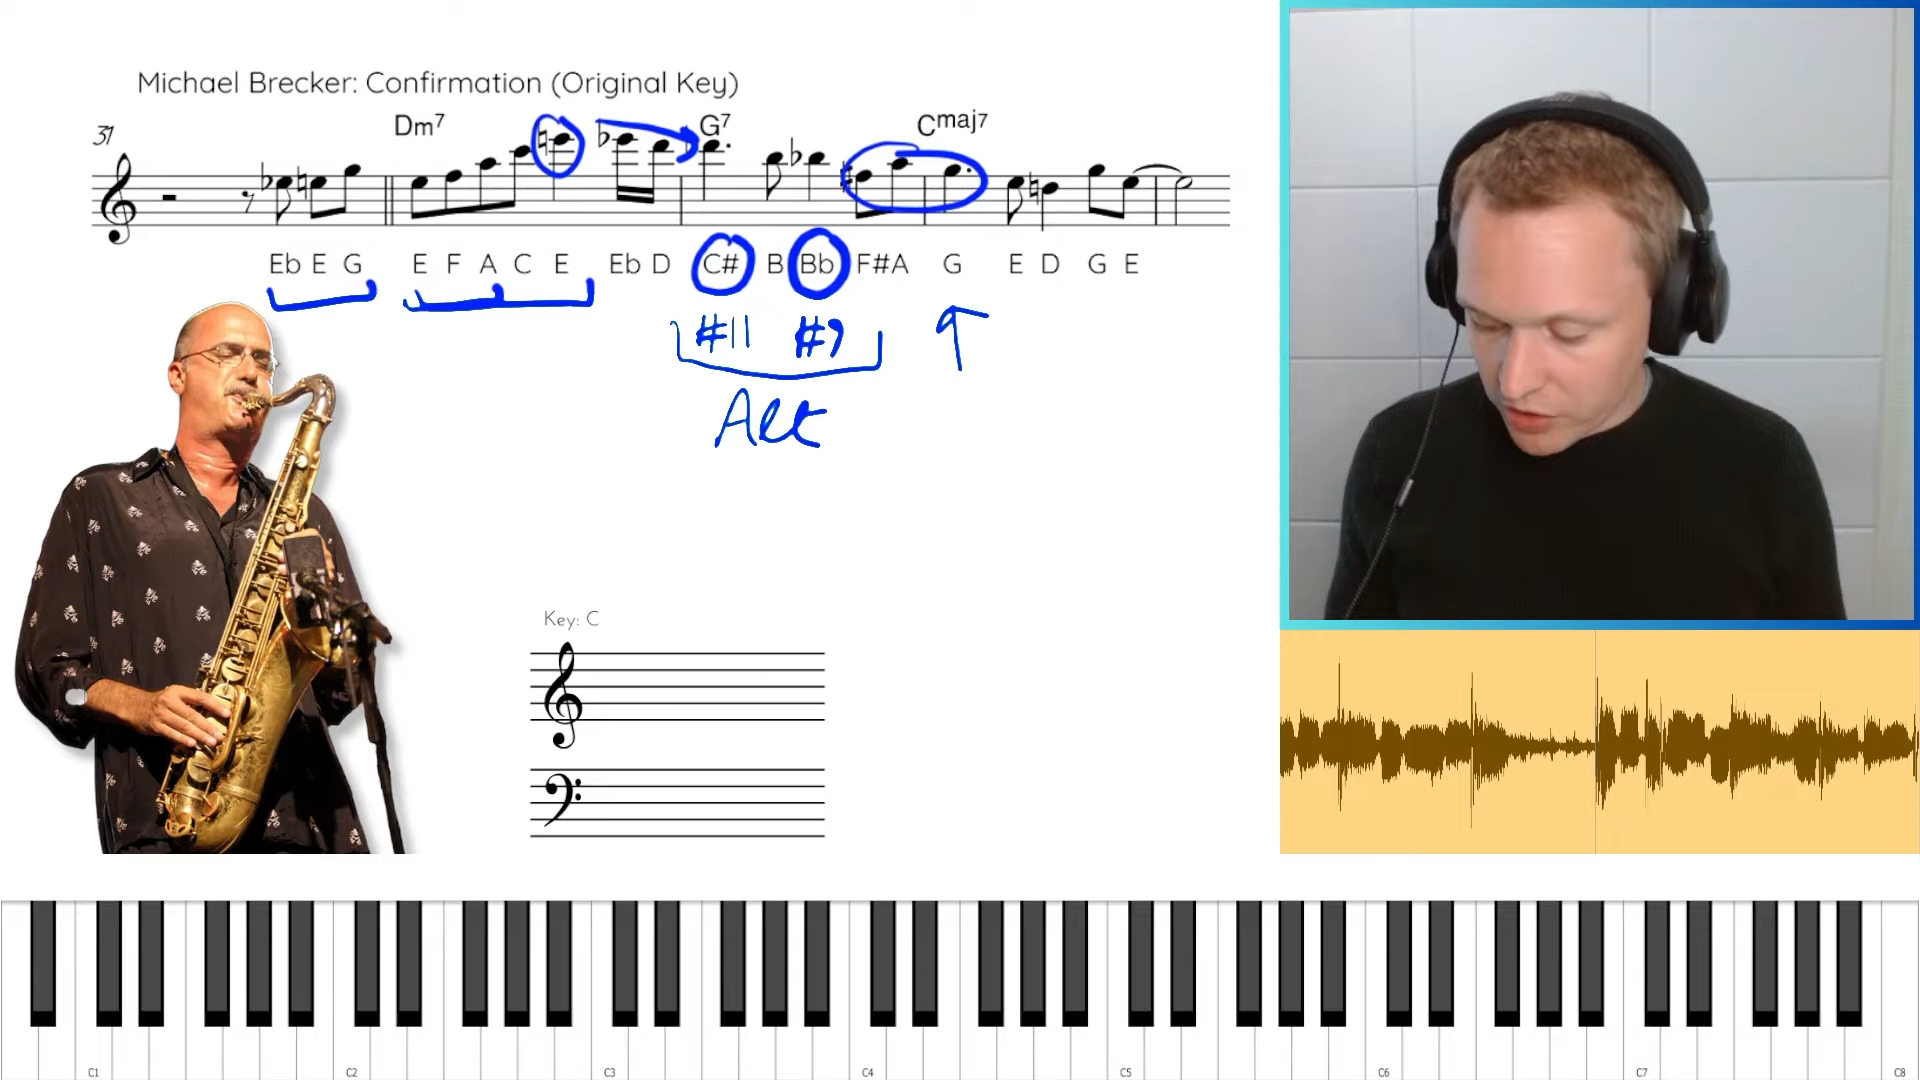 Michael Brecker: Confirmation (Original Key)
31 Dm7 G7 Cmaj7
Eb E G E F A C E Eb D C# B Bb F#A G E D G E
#11 #9
Alt
Key: C
C1 C2 C3 C4 C5 C6 C7 C8